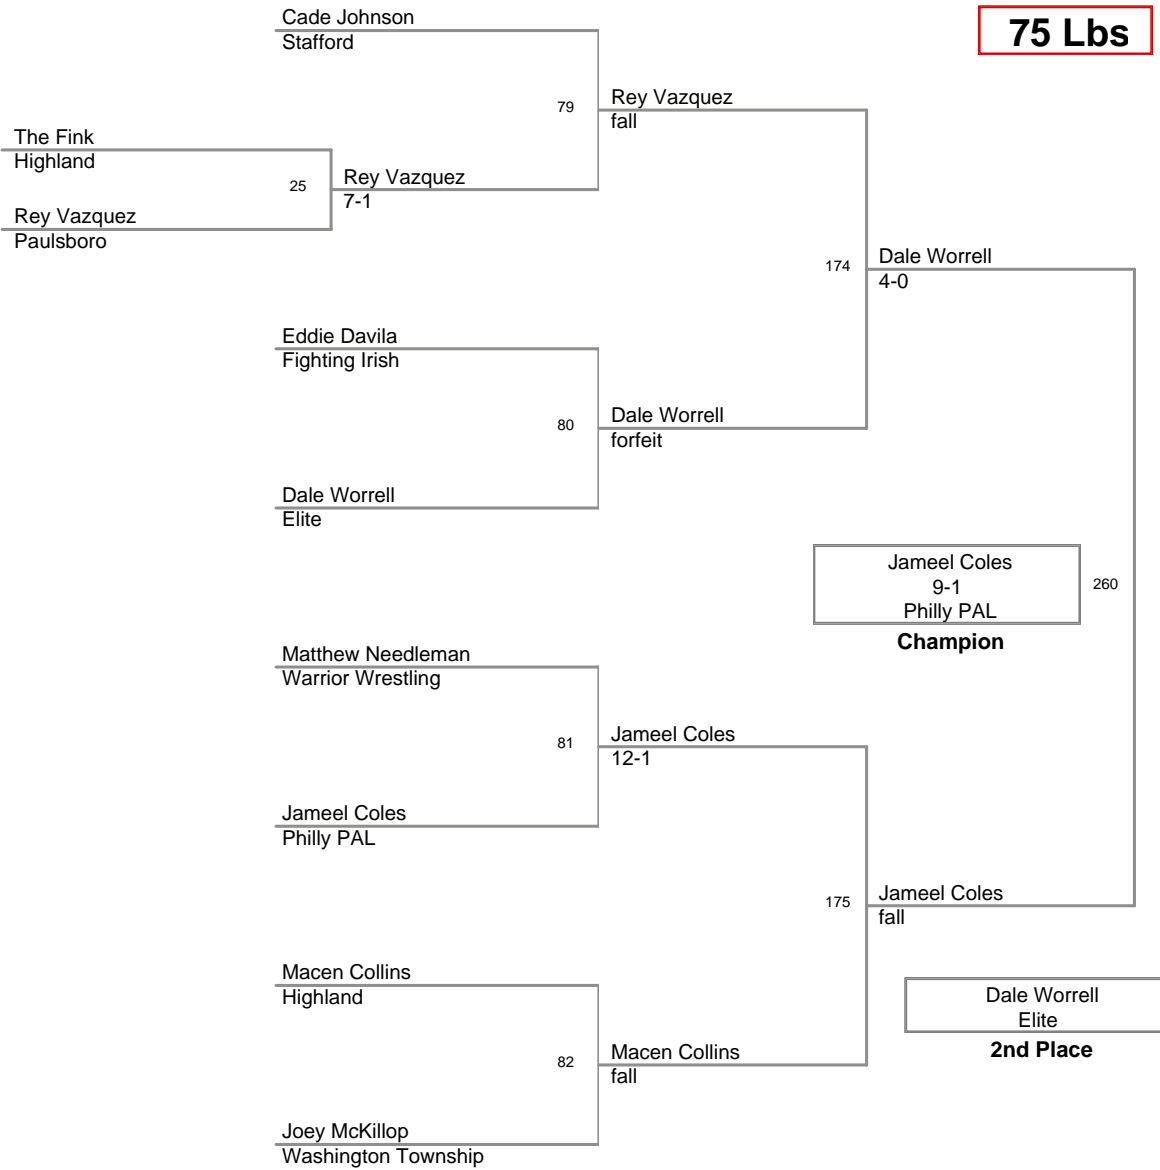 Cade Johnson
Stafford
75 Lbs
79
Rey Vazquez
fall
The Fink
Highland
25
Rey Vazquez
7-1
Rey Vazquez
Paulsboro
174
Dale Worrell
4-0
Eddie Davila
Fighting Irish
80
Dale Worrell
forfeit
Dale Worrell
Elite
Jameel Coles
9-1
Philly PAL
260
Champion
Matthew Needleman
Warrior Wrestling
81
Jameel Coles
12-1
Jameel Coles
Philly PAL
175
Jameel Coles
fall
Macen Collins
Highland
Dale Worrell
Elite
2nd Place
82
Macen Collins
fall
Joey McKillop
Washington Township